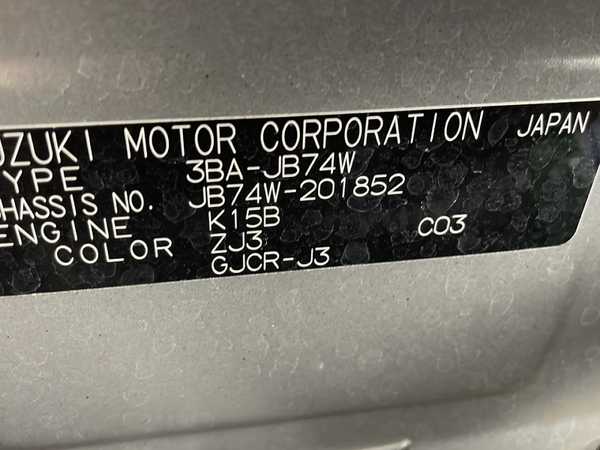 UZUKI MOTOR CORPORATION JAPAN
YPE 3BA-JB74W
HASSIS NO. JB74W-201852
ENGINE K15B
COLOR ZJ3 C03
GJCR-J3